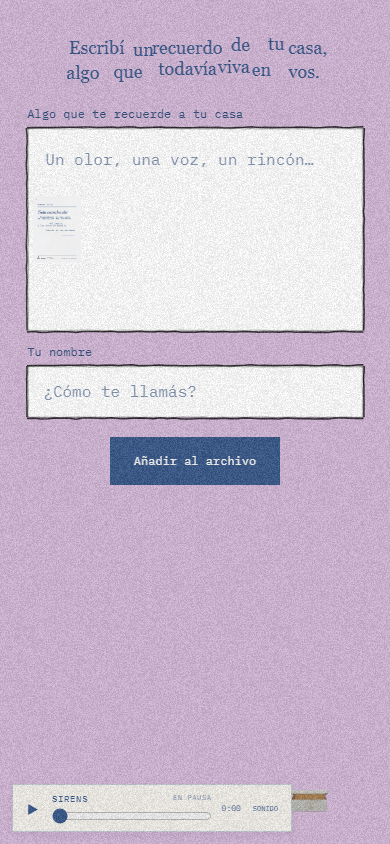 Escribí un recuerdo de tu casa,
algo que todavía viva en vos.
Algo que te recuerde a tu casa
Un olor, una voz, un rincón…
Tu nombre
¿Cómo te llamás?
Añadir al archivo
SIRENS
EN PAUSA
0:00
SONIDO